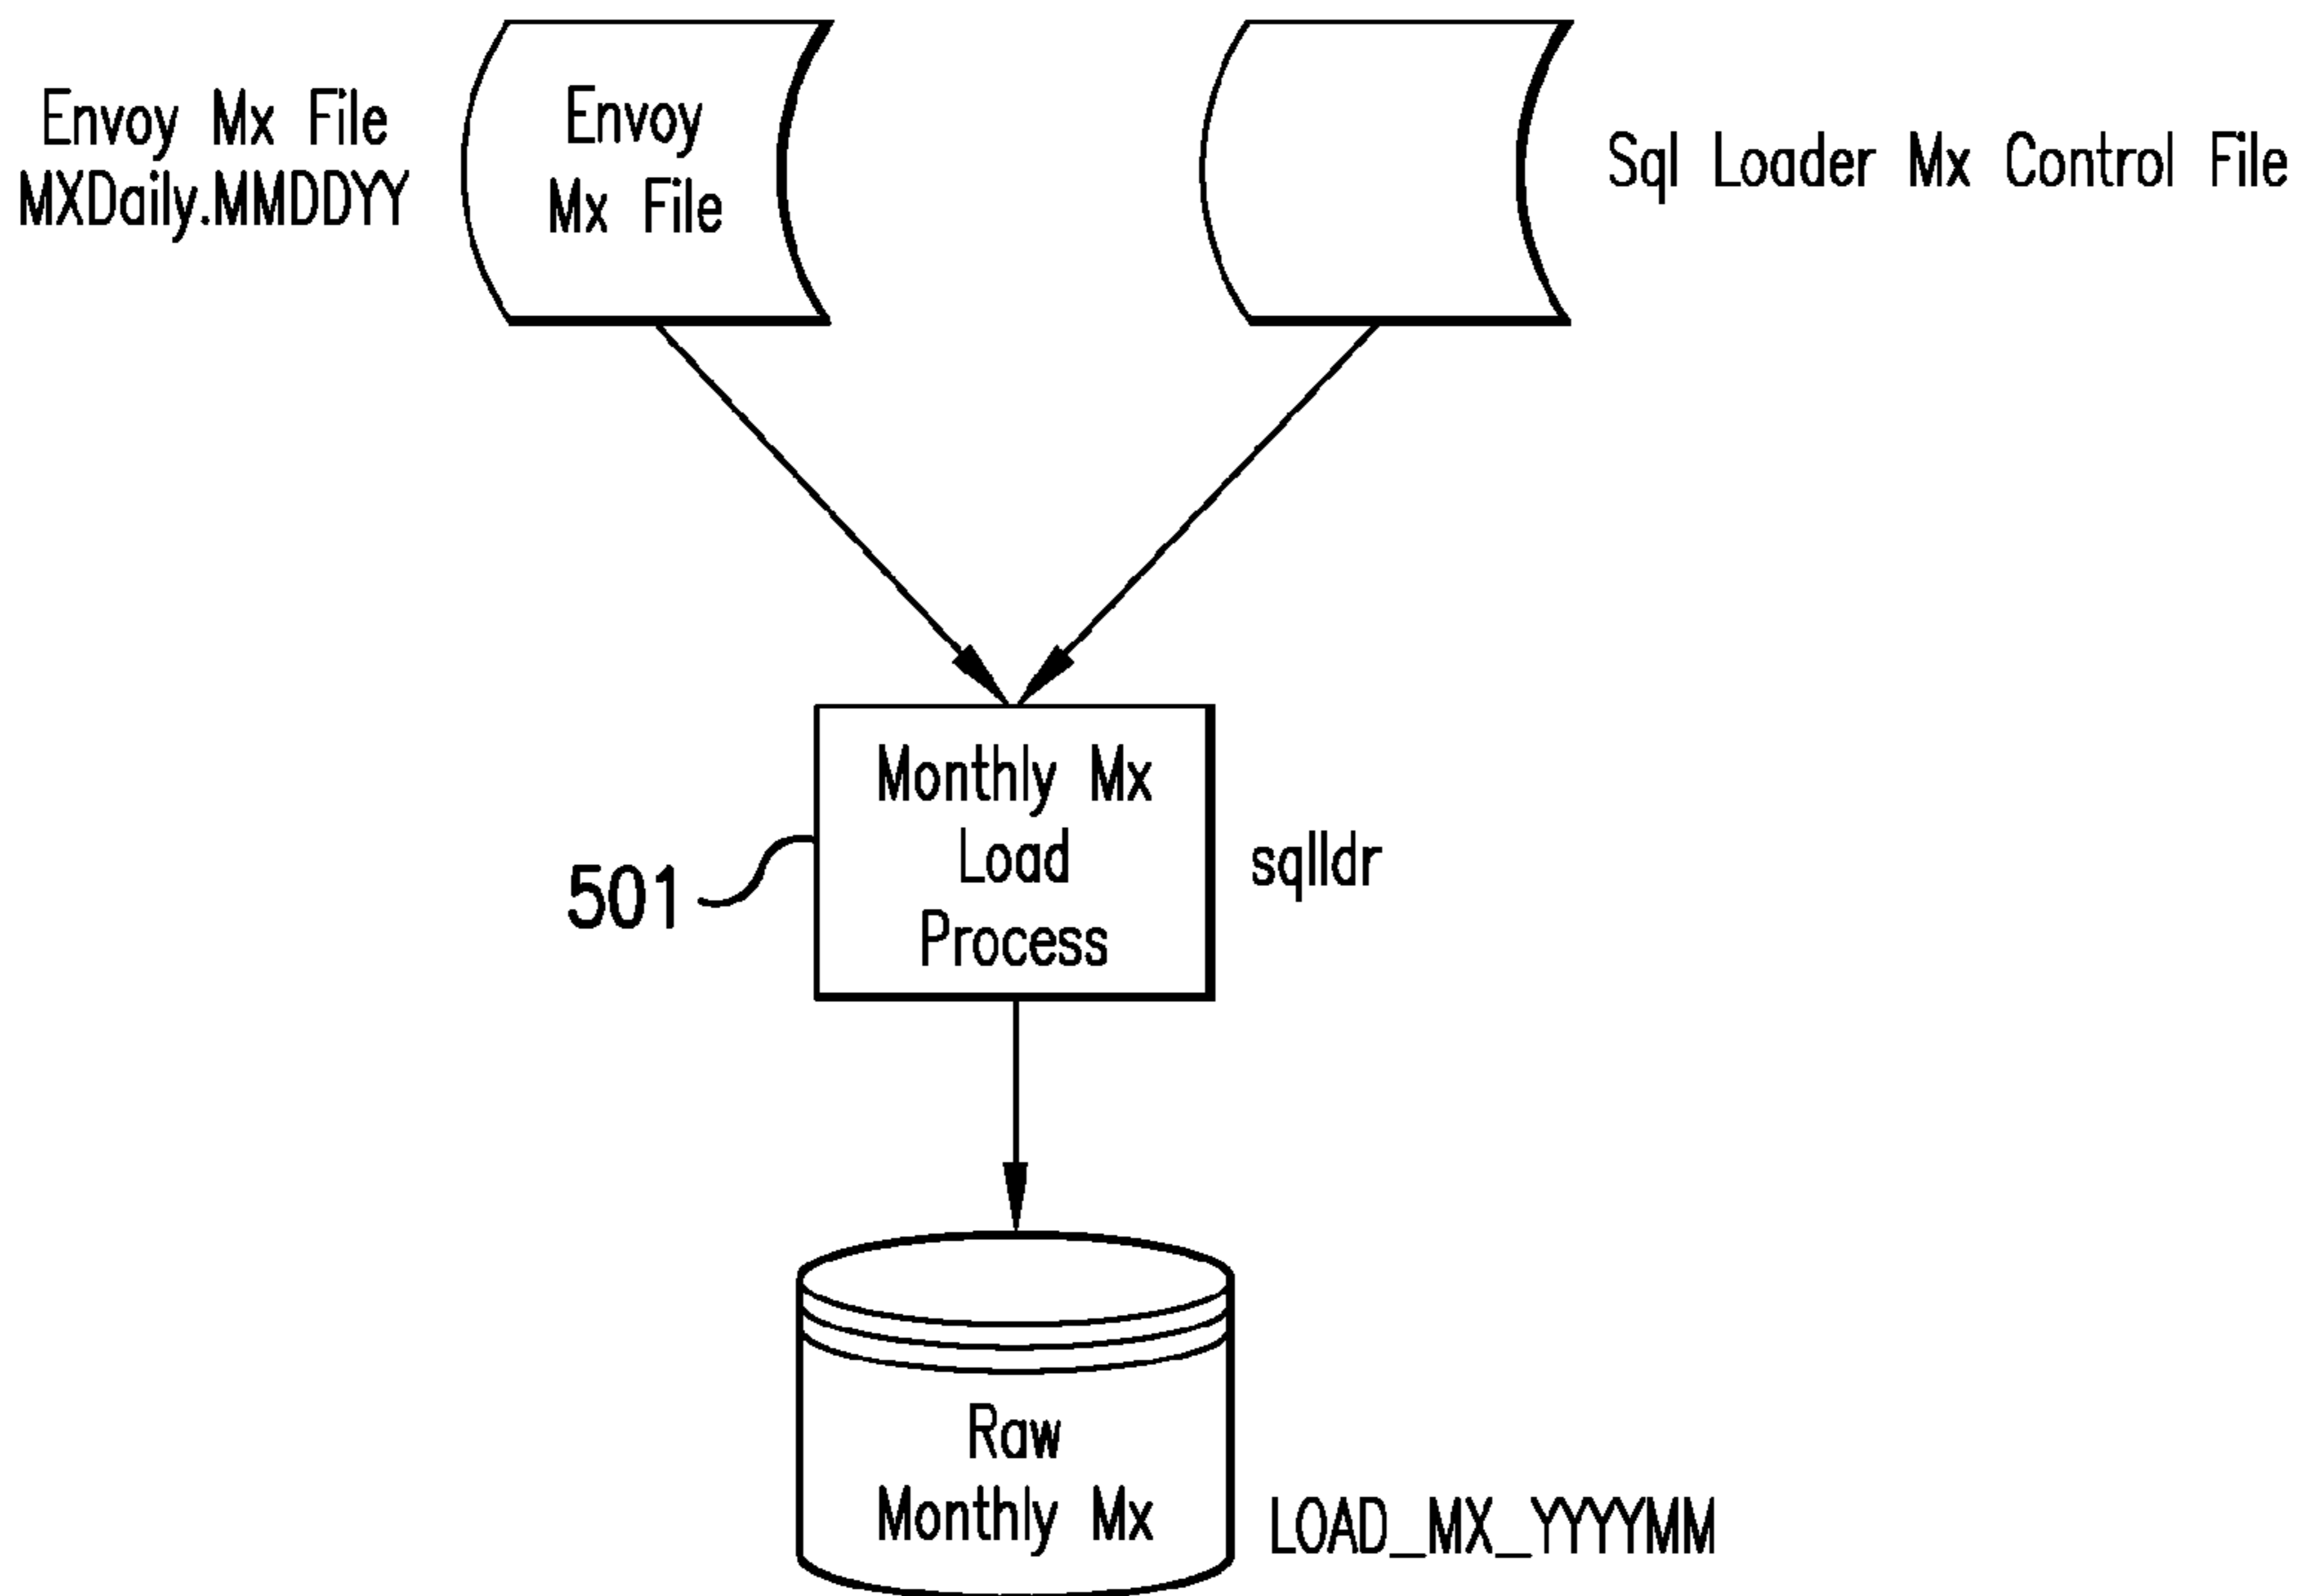 Envoy Mx File
MXDaily.MMDDYY
Envoy
Mx File
Sql Loader Mx Control File
Monthly Mx
Load
Process
501
sqlldr
Raw
Monthly Mx
LOAD_MX_YYYYMM